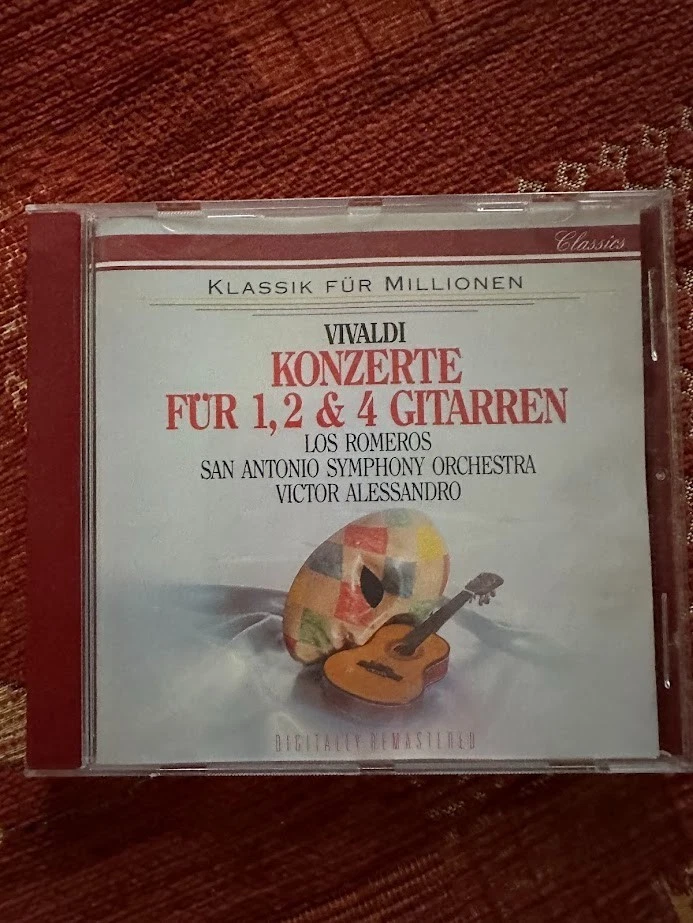 Classics
KLASSIK FÜR MILLIONEN
VIVALDI
KONZERTE
FÜR 1, 2 & 4 GITARREN
LOS ROMEROS
SAN ANTONIO SYMPHONY ORCHESTRA
VICTOR ALESSANDRO
DIGITALLY REMASTERED